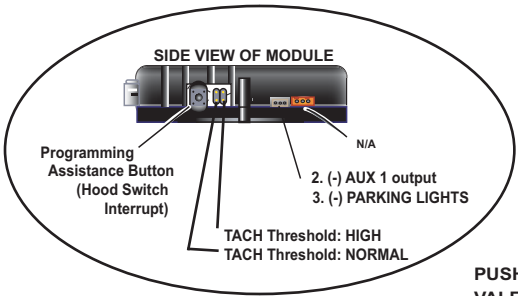 SIDE VIEW OF MODULE
N/A
Programming
Assistance Button
(Hood Switch
Interrupt)
2. (-) AUX 1 output
3. (-) PARKING LIGHTS
TACH Threshold: HIGH
TACH Threshold: NORMAL
PUSH